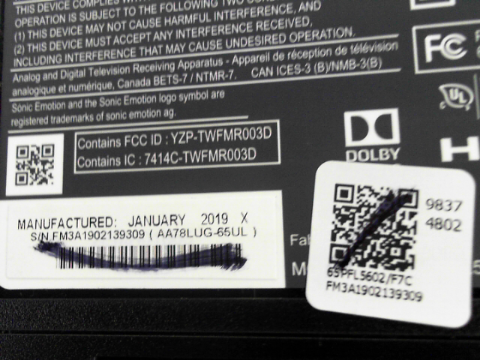 THIS DEVICE COMPLIES WITH
OPERATION IS SUBJECT TO THE FOLLOWING TWO
(1) THIS DEVICE MAY NOT CAUSE HARMFUL INTERFERENCE, AND
(2) THIS DEVICE MUST ACCEPT ANY INTERFERENCE
INCLUDING INTERFERENCE THAT MAY CAUSE UNDESIRED OPERATION.
Analog and Digital Television Receiving Apparatus - Appareil de réception de télévision
analogique et numérique, Canada BETS-7 / NTMR-7. CAN ICES-3 (B)/NMB-3(B)
Sonic Emotion and the Sonic Emotion logo symbol are
registered trademarks of sonic emotion ag.
Contains FCC ID : YZP-TWFMR003D
Contains IC : 7414C-TWFMR003D
FC
UL
DOLBY
H
MANUFACTURED: JANUARY 2019 X
S/N FM3A1902139309 ( AA78LUG-65UL )
9837
4802
65PFL5602/F7C
FM3A1902139309
Fab
M